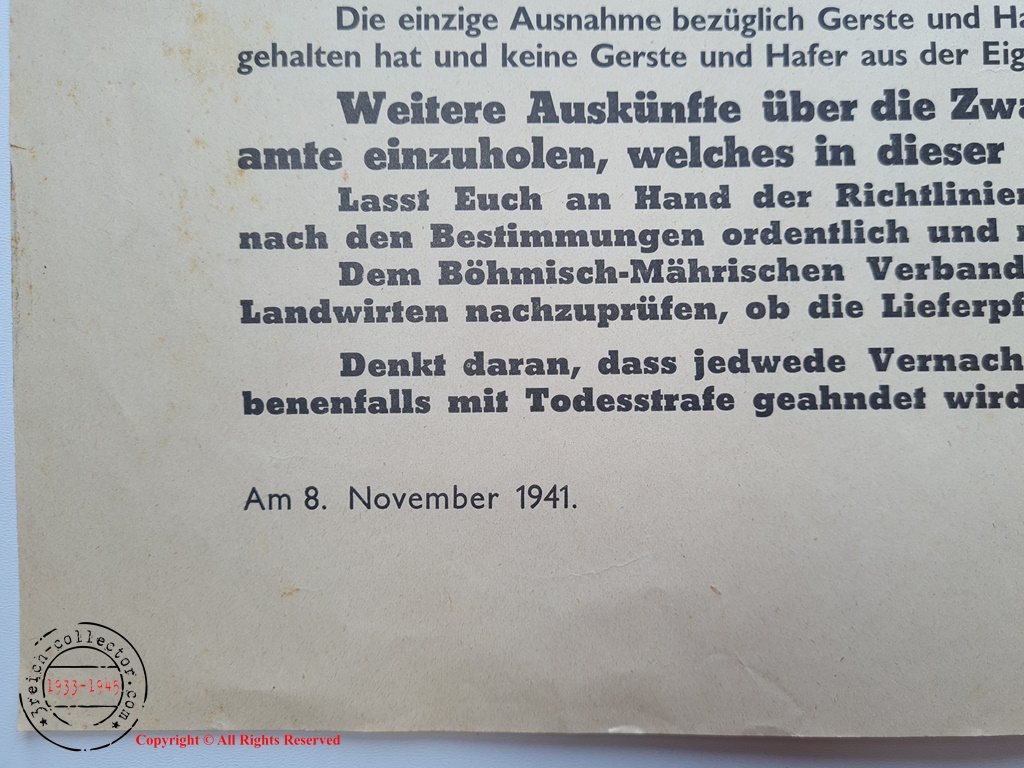 Die einzige Ausnahme bezüglich Gerste und Ha
gehalten hat und keine Gerste und Hafer aus der Eig
Weitere Auskünfte über die Zwa
amte einzuholen, welches in dieser
Lasst Euch an Hand der Richtlinien
nach den Bestimmungen ordentlich und
Dem Böhmisch-Mährischen Verband
Landwirten nachzuprüfen, ob die Lieferpf
Denkt daran, dass jedwede Vernach
benenfalls mit Todesstrafe geahndet wird
Am 8. November 1941.
3reich-collector.com
1933-1945
Copyright © All Rights Reserved